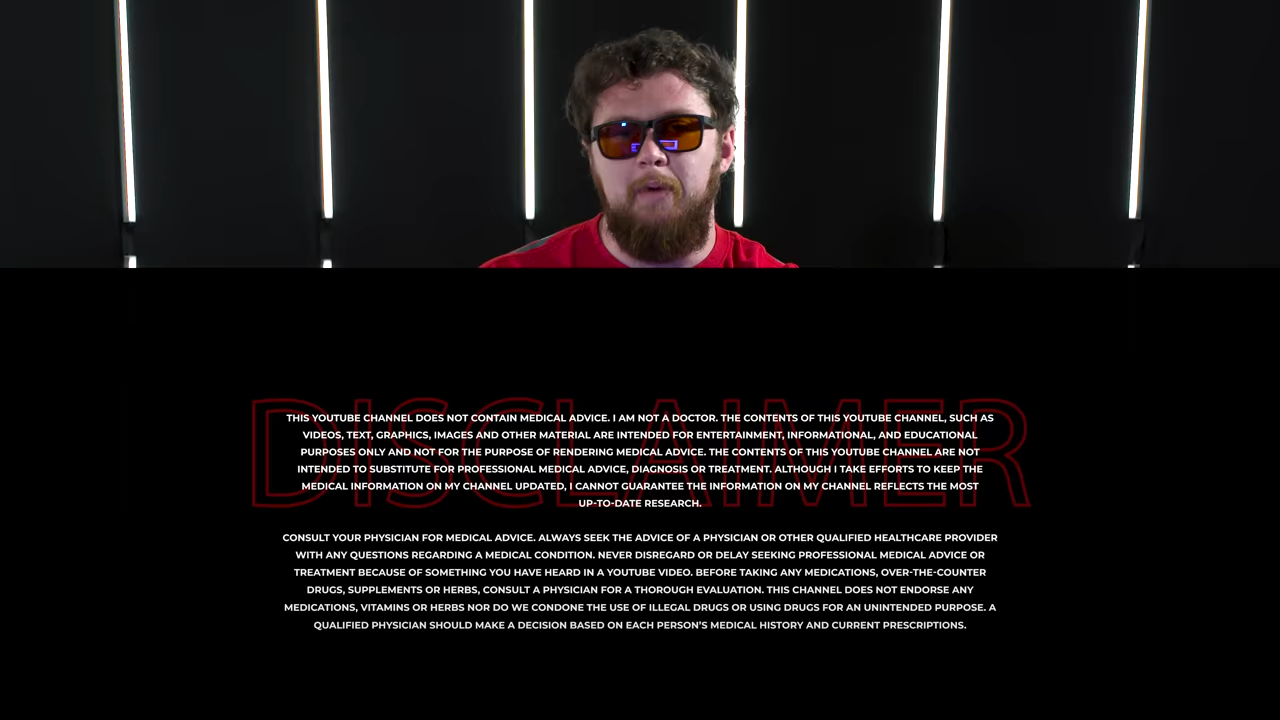 DISCLAIMER
THIS YOUTUBE CHANNEL DOES NOT CONTAIN MEDICAL ADVICE. I AM NOT A DOCTOR. THE CONTENTS OF THIS YOUTUBE CHANNEL, SUCH AS
VIDEOS, TEXT, GRAPHICS, IMAGES AND OTHER MATERIAL ARE INTENDED FOR ENTERTAINMENT, INFORMATIONAL, AND EDUCATIONAL
PURPOSES ONLY AND NOT FOR THE PURPOSE OF RENDERING MEDICAL ADVICE. THE CONTENTS OF THIS YOUTUBE CHANNEL ARE NOT
INTENDED TO SUBSTITUTE FOR PROFESSIONAL MEDICAL ADVICE, DIAGNOSIS OR TREATMENT. ALTHOUGH I TAKE EFFORTS TO KEEP THE
MEDICAL INFORMATION ON MY CHANNEL UPDATED, I CANNOT GUARANTEE THE INFORMATION ON MY CHANNEL REFLECTS THE MOST
UP-TO-DATE RESEARCH.
CONSULT YOUR PHYSICIAN FOR MEDICAL ADVICE. ALWAYS SEEK THE ADVICE OF A PHYSICIAN OR OTHER QUALIFIED HEALTHCARE PROVIDER
WITH ANY QUESTIONS REGARDING A MEDICAL CONDITION. NEVER DISREGARD OR DELAY SEEKING PROFESSIONAL MEDICAL ADVICE OR
TREATMENT BECAUSE OF SOMETHING YOU HAVE HEARD IN A YOUTUBE VIDEO. BEFORE TAKING ANY MEDICATIONS, OVER-THE-COUNTER
DRUGS, SUPPLEMENTS OR HERBS, CONSULT A PHYSICIAN FOR A THOROUGH EVALUATION. THIS CHANNEL DOES NOT ENDORSE ANY
MEDICATIONS, VITAMINS OR HERBS NOR DO WE CONDONE THE USE OF ILLEGAL DRUGS OR USING DRUGS FOR AN UNINTENDED PURPOSE. A
QUALIFIED PHYSICIAN SHOULD MAKE A DECISION BASED ON EACH PERSON'S MEDICAL HISTORY AND CURRENT PRESCRIPTIONS.